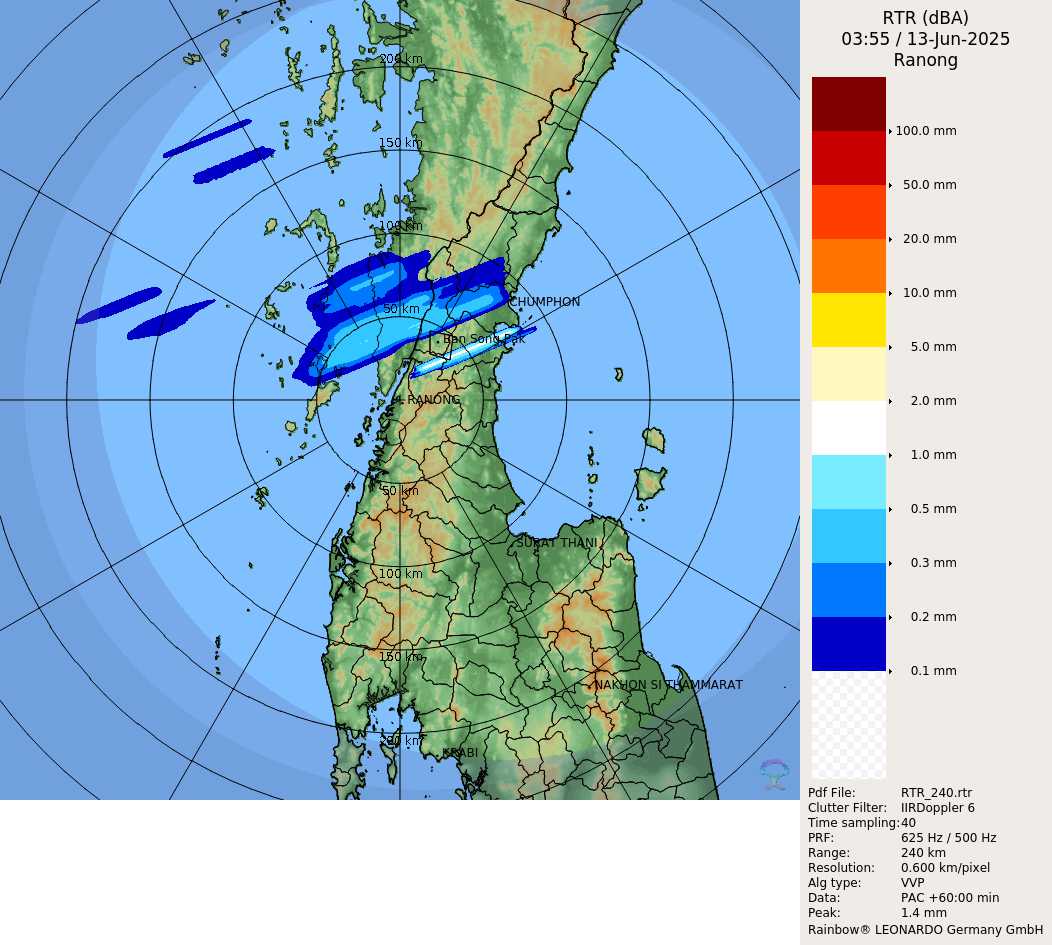 RTR (dBA)
03:55 / 13-Jun-2025
Ranong
200 km
150 km
100 km
50 km
CHUMPHON
Ban Song Pak
RANONG
50 km
SURAT THANI
100 km
150 km
NAKHON SI THAMMARAT
200 km
KRABI
100.0 mm
50.0 mm
20.0 mm
10.0 mm
5.0 mm
2.0 mm
1.0 mm
0.5 mm
0.3 mm
0.2 mm
0.1 mm
Pdf File: RTR_240.rtr
Clutter Filter: IIRDoppler 6
Time sampling:40
PRF: 625 Hz / 500 Hz
Range: 240 km
Resolution: 0.600 km/pixel
Alg type: VVP
Data: PAC +60:00 min
Peak: 1.4 mm
Rainbow® LEONARDO Germany GmbH